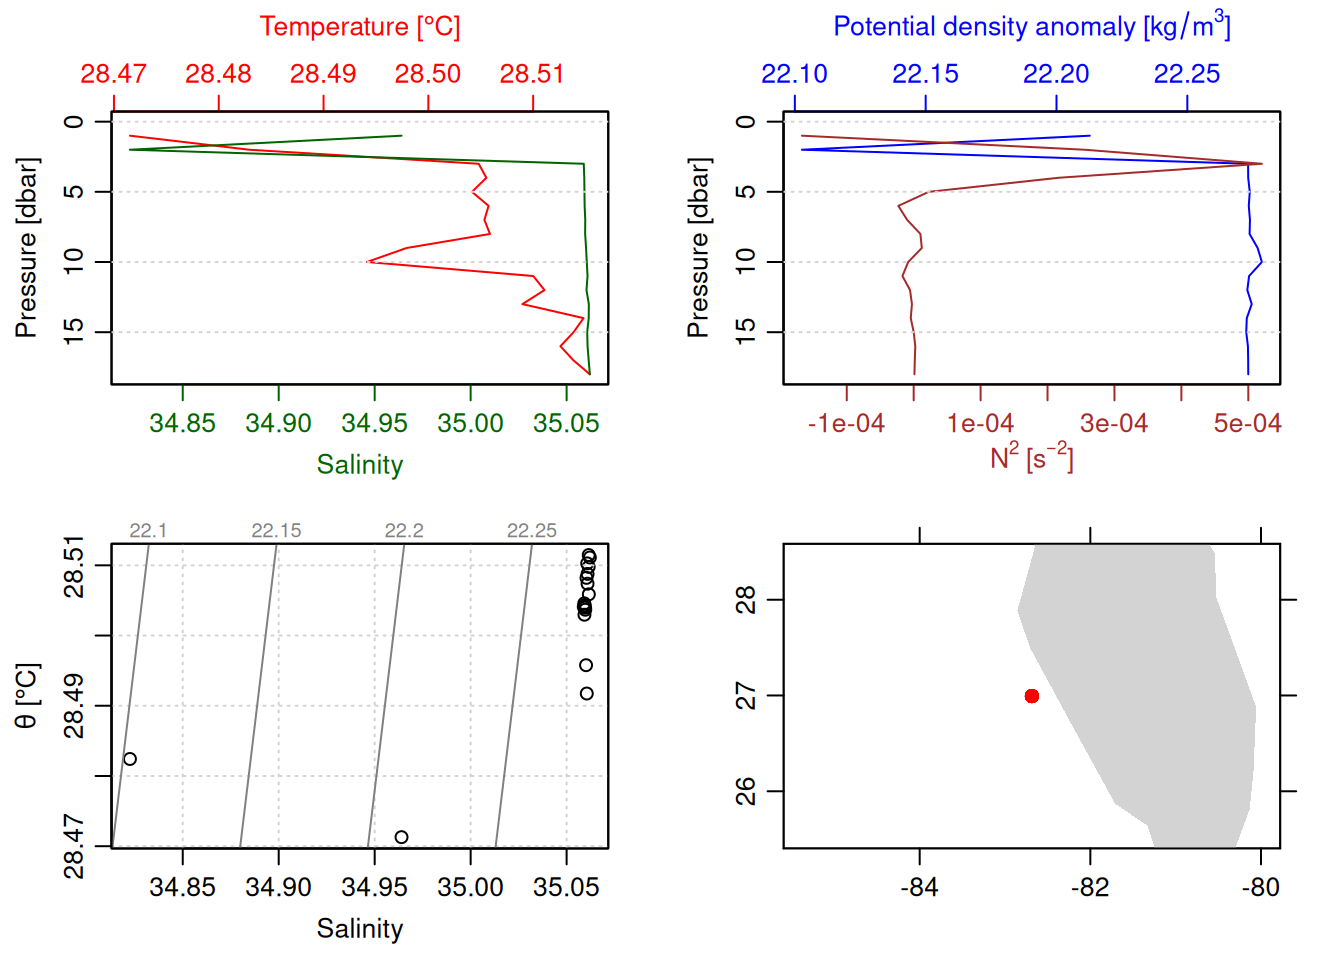 Temperature [°C]
28.47 28.48 28.49 28.50 28.51
Pressure [dbar]
0 5 10 15
34.85 34.90 34.95 35.00 35.05
Salinity
Potential density anomaly [kg/m³]
22.10 22.15 22.20 22.25
Pressure [dbar]
0 5 10 15
-1e-04 1e-04 3e-04 5e-04
N² [s⁻²]
22.1 22.15 22.2 22.25
θ [°C]
28.47 28.49 28.51
34.85 34.90 34.95 35.00 35.05
Salinity
28
27
26
-84 -82 -80